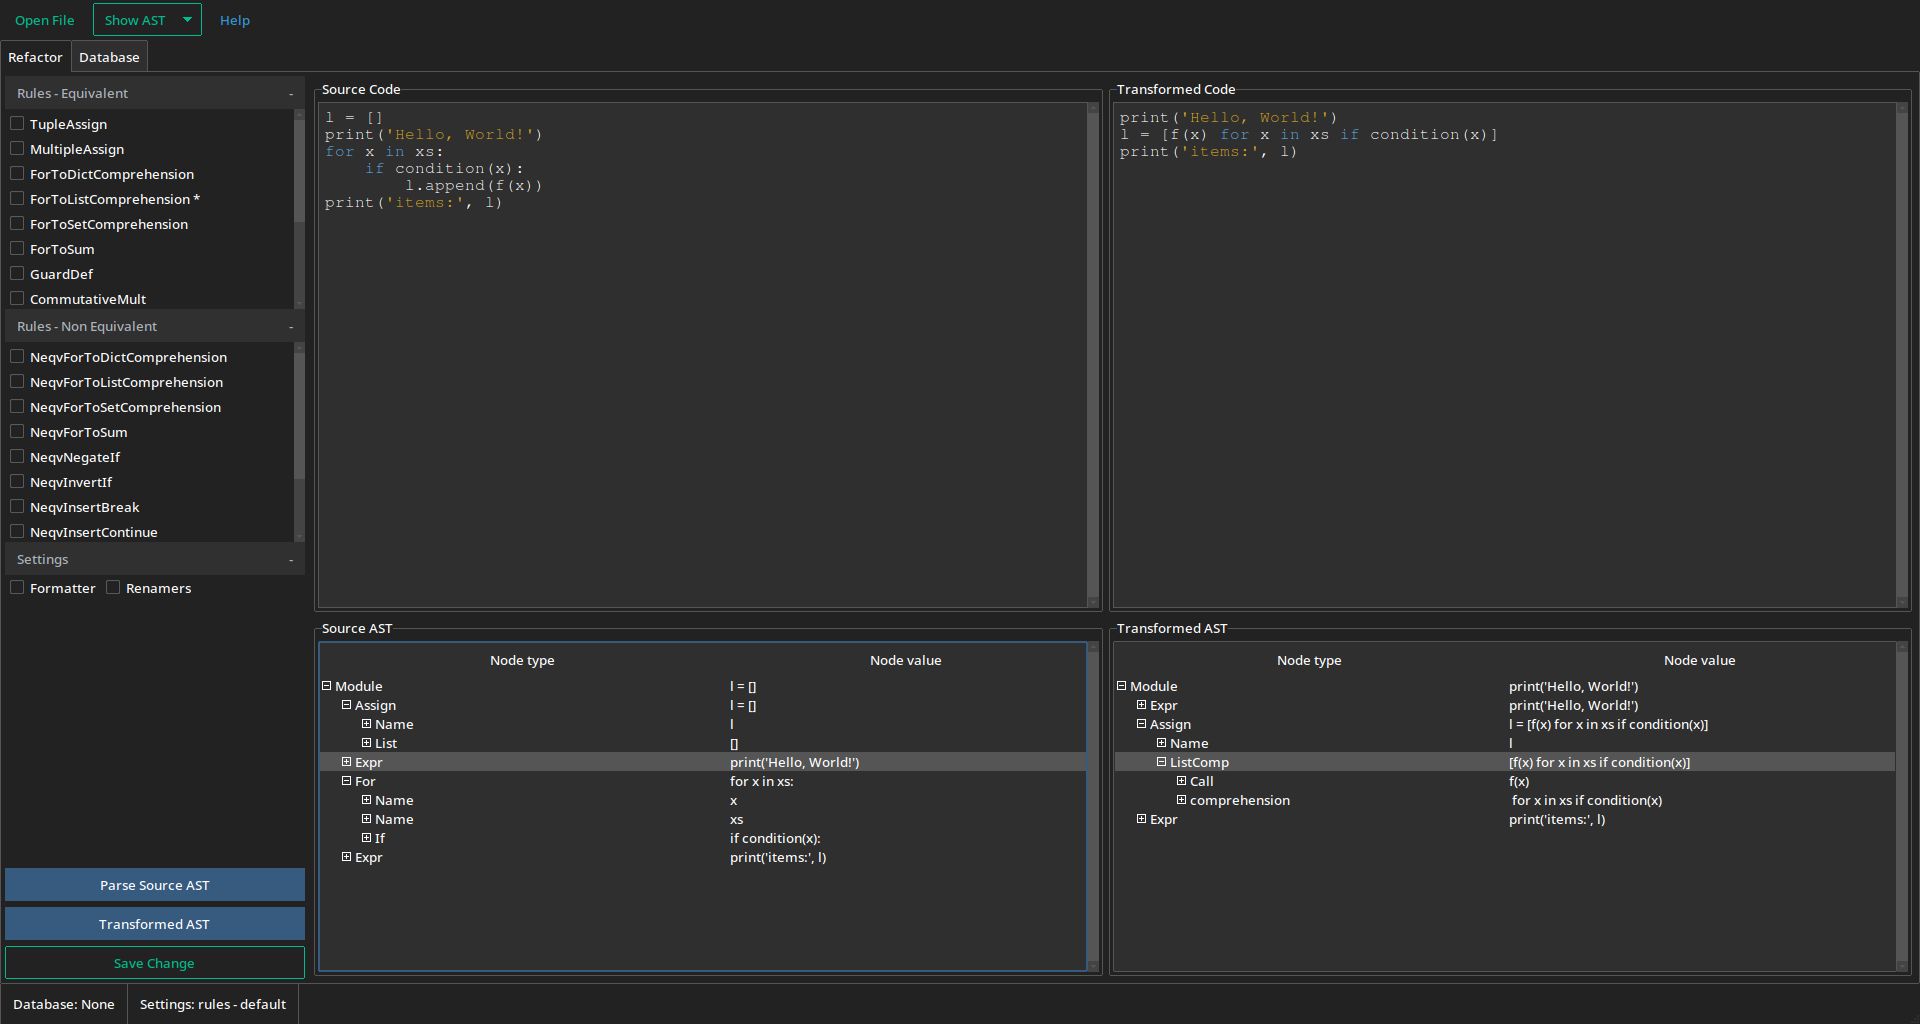 Open File Show AST Help
Refactor Database
Rules - Equivalent -
TupleAssign
MultipleAssign
ForToDictComprehension
ForToListComprehension *
ForToSetComprehension
ForToSum
GuardDef
CommutativeMult
Rules - Non Equivalent -
NeqvForToDictComprehension
NeqvForToListComprehension
NeqvForToSetComprehension
NeqvForToSum
NeqvNegateIf
NeqvInvertIf
NeqvInsertBreak
NeqvInsertContinue
Settings -
Formatter Renamers
Parse Source AST
Transformed AST
Save Change
Source Code
l = []
print('Hello, World!')
for x in xs:
    if condition(x):
        l.append(f(x))
print('items:', l)
Transformed Code
print('Hello, World!')
l = [f(x) for x in xs if condition(x)]
print('items:', l)
Source AST
Node type Node value
Module l = []
Assign l = []
Name l
List []
Expr print('Hello, World!')
For for x in xs:
Name x
Name xs
If if condition(x):
Expr print('items:', l)
Transformed AST
Node type Node value
Module print('Hello, World!')
Expr print('Hello, World!')
Assign l = [f(x) for x in xs if condition(x)]
Name l
ListComp [f(x) for x in xs if condition(x)]
Call f(x)
comprehension for x in xs if condition(x)
Expr print('items:', l)
Database: None Settings: rules - default